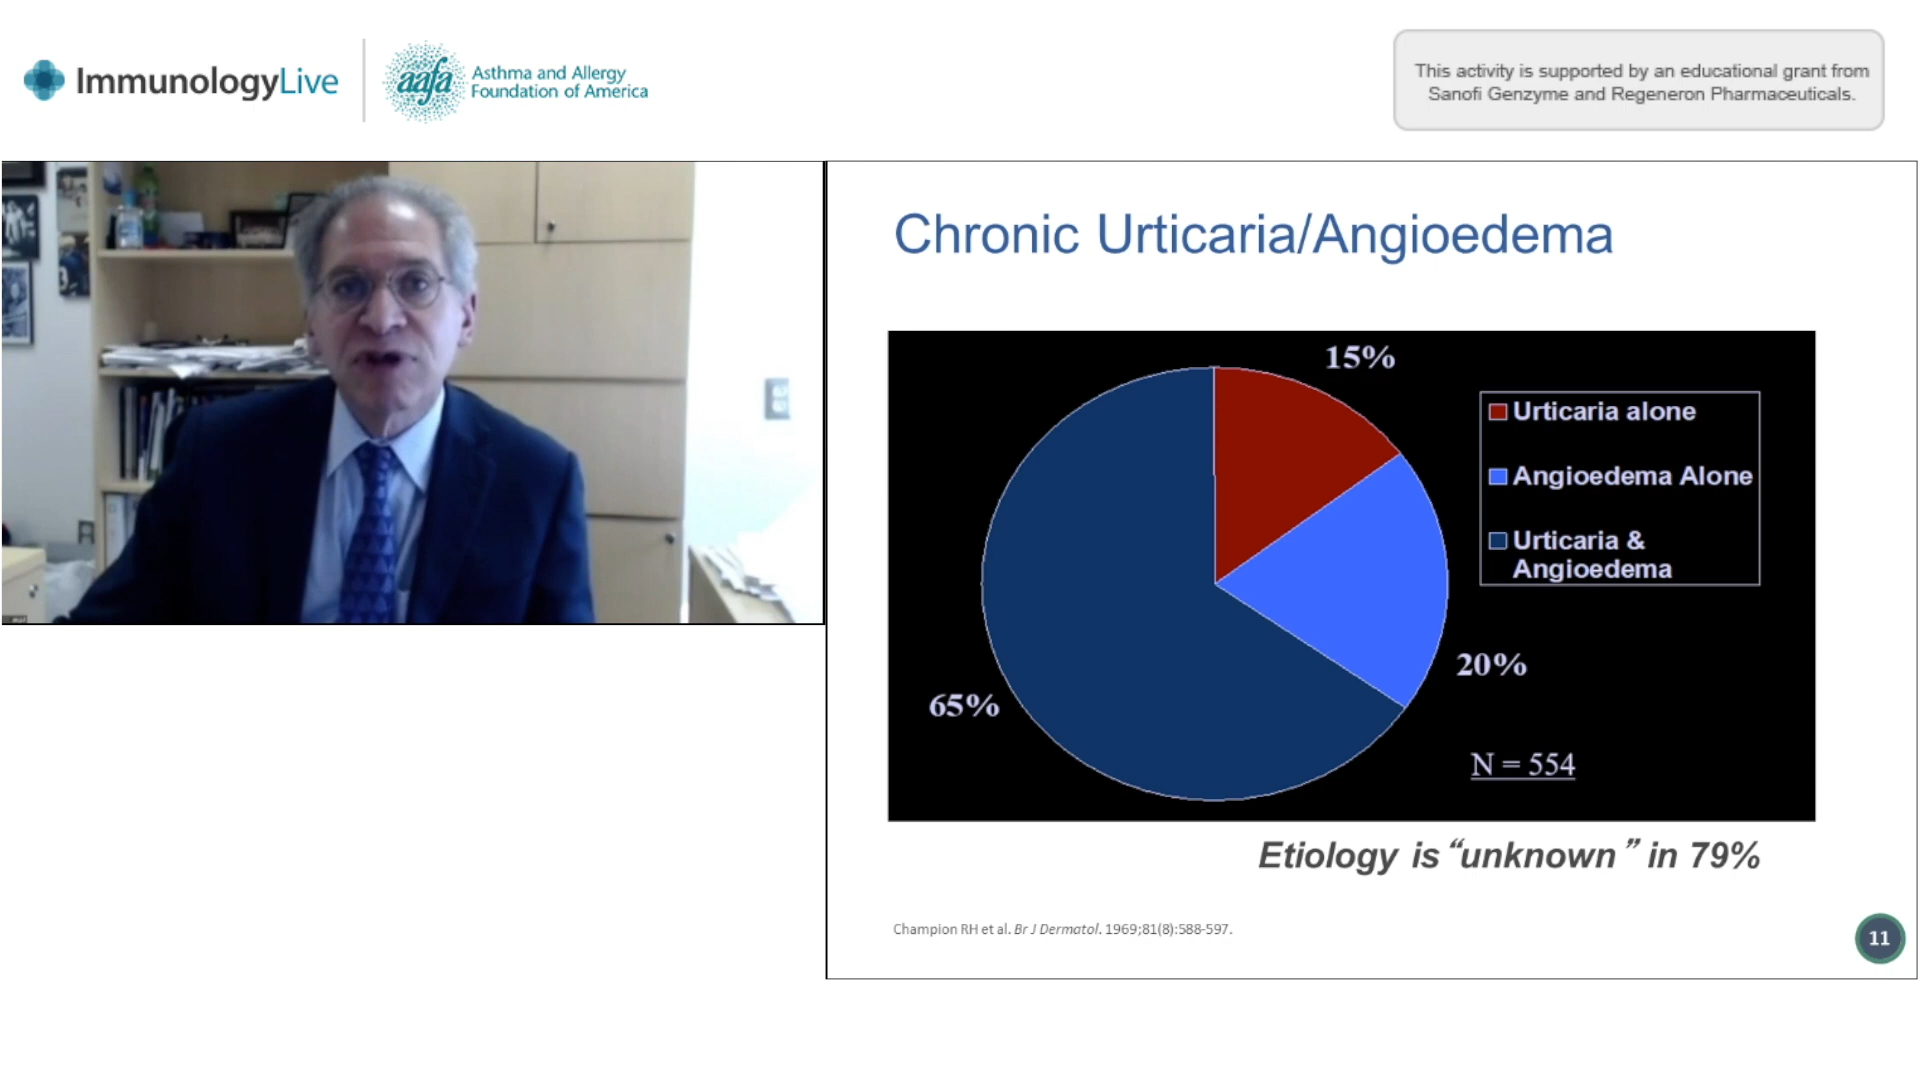 ImmunologyLive
aafa
Asthma and Allergy
Foundation of America
This activity is supported by an educational grant from
Sanofi Genzyme and Regeneron Pharmaceuticals.
Chronic Urticaria/Angioedema
15%
Urticaria alone
Angioedema Alone
Urticaria &
Angioedema
20%
65%
N = 554
Etiology is “unknown” in 79%
Champion RH et al. Br J Dermatol. 1969;81(8):588-597.
11